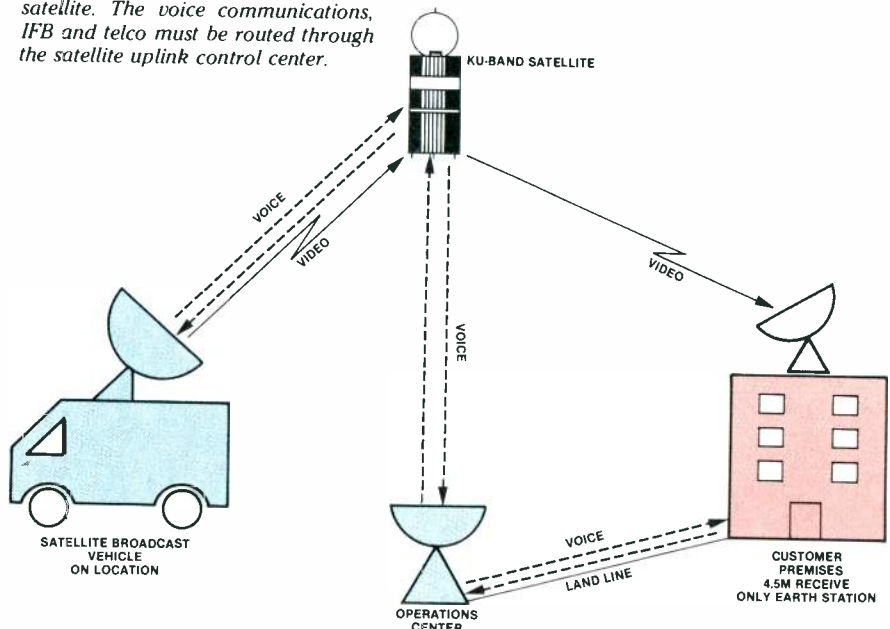 satellite. The voice communications,
IFB and telco must be routed through
the satellite uplink control center.
KU-BAND SATELLITE
VOICE
VIDEO
VIDEO
VOICE
SATELLITE BROADCAST
VEHICLE
ON LOCATION
VOICE
LAND LINE
OPERATIONS
CENTER
CUSTOMER
PREMISES
4.5M RECEIVE
ONLY EARTH STATION